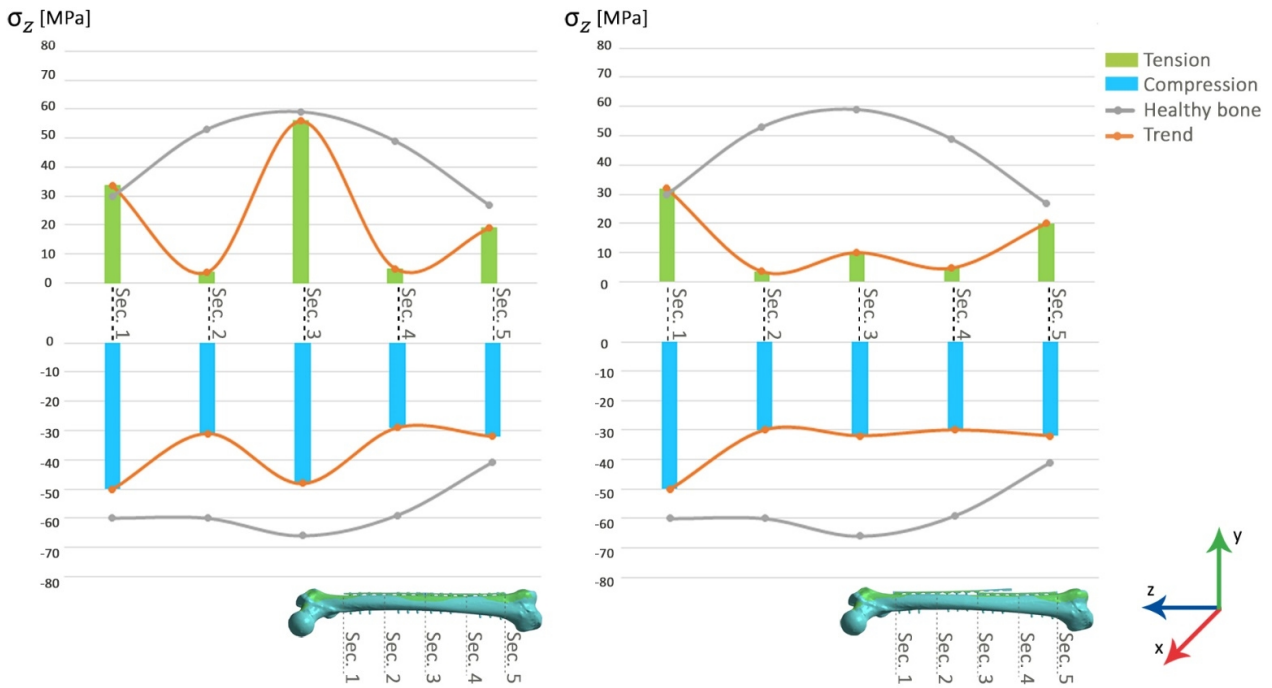 σz [MPa]
80
70
60
50
40
30
20
10
0
Sec. 1
Sec. 2
Sec. 3
Sec. 4
Sec. 5
0
-10
-20
-30
-40
-50
-60
-70
-80
Sec. 1
Sec. 2
Sec. 3
Sec. 4
Sec. 5
σz [MPa]
80
70
60
50
40
30
20
10
0
Sec. 1
Sec. 2
Sec. 3
Sec. 4
Sec. 5
0
-10
-20
-30
-40
-50
-60
-70
-80
Sec. 1
Sec. 2
Sec. 3
Sec. 4
Sec. 5
Tension
Compression
Healthy bone
Trend
y
z
x